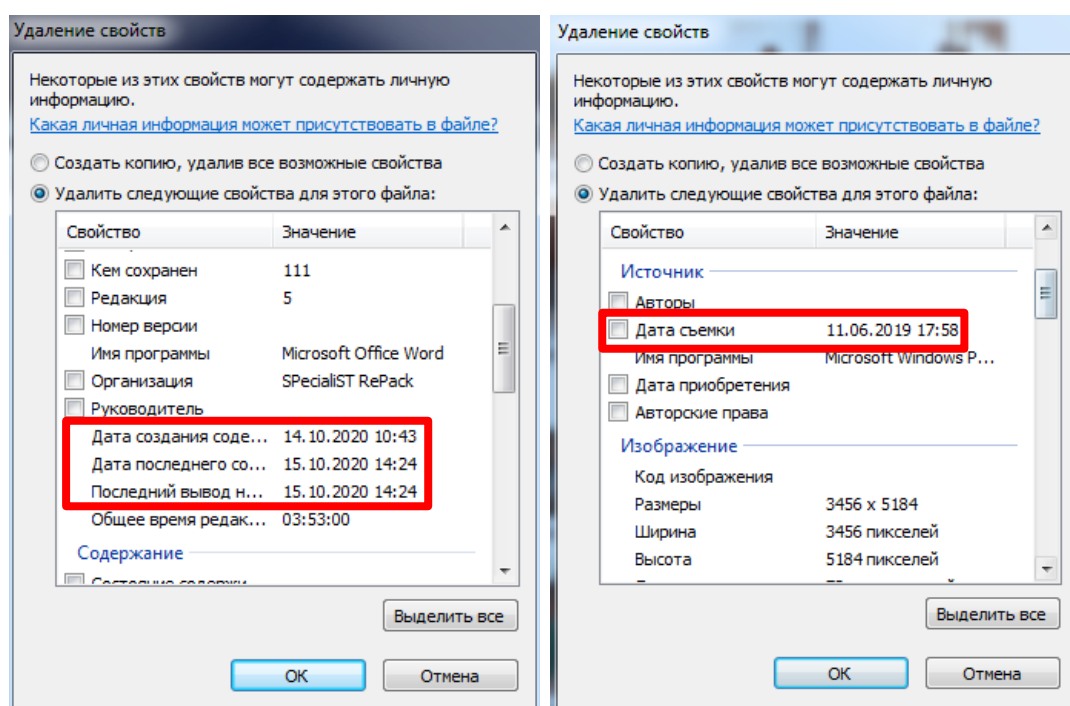 Удаление свойств
Некоторые из этих свойств могут содержать личную
информацию.
Какая личная информация может присутствовать в файле?
Создать копию, удалив все возможные свойства
Удалить следующие свойства для этого файла:
Свойство Значение
Кем сохранен 111
Редакция 5
Номер версии
Имя программы Microsoft Office Word
Организация SPecialiST RePack
Руководитель
Дата создания соде... 14.10.2020 10:43
Дата последнего со... 15.10.2020 14:24
Последний вывод н... 15.10.2020 14:24
Общее время редак... 03:53:00
Содержание
Выделить все
ОК Отмена
Удаление свойств
Некоторые из этих свойств могут содержать личную
информацию.
Какая личная информация может присутствовать в файле?
Создать копию, удалив все возможные свойства
Удалить следующие свойства для этого файла:
Свойство Значение
Источник
Авторы
Дата съемки 11.06.2019 17:58
Имя программы Microsoft Windows P...
Дата приобретения
Авторские права
Изображение
Код изображения
Размеры 3456 x 5184
Ширина 3456 пикселей
Высота 5184 пикселей
Выделить все
ОК Отмена